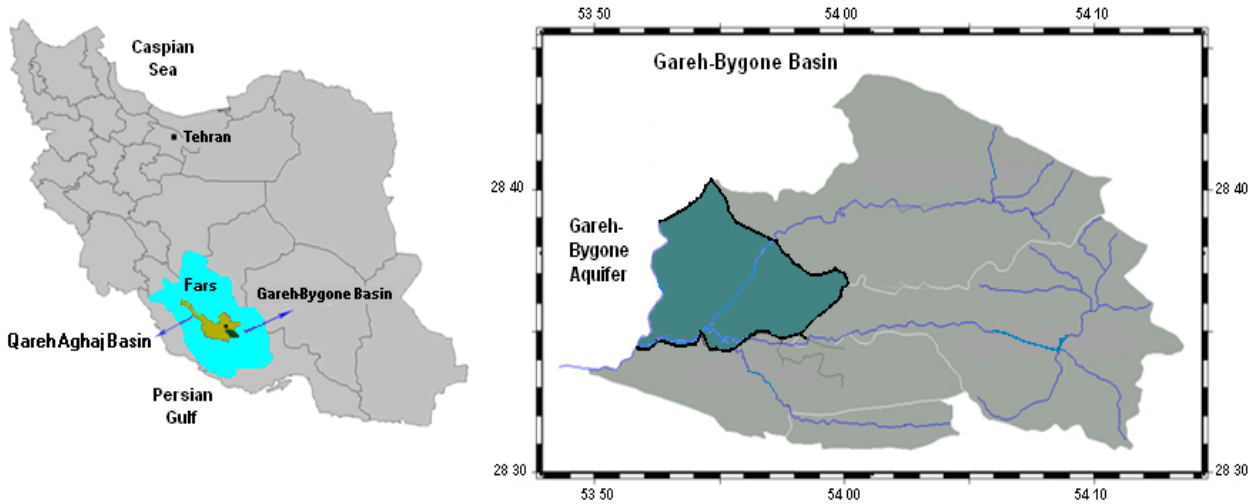 Caspian
Sea
Tehran
Fars
Gareh-Bygone Basin
Qareh Aghaj Basin
Persian
Gulf
53 50
54 00
54 10
Gareh-Bygone Basin
28 40
28 40
Gareh-
Bygone
Aquifer
28 30
28 30
53 50
54 00
54 10